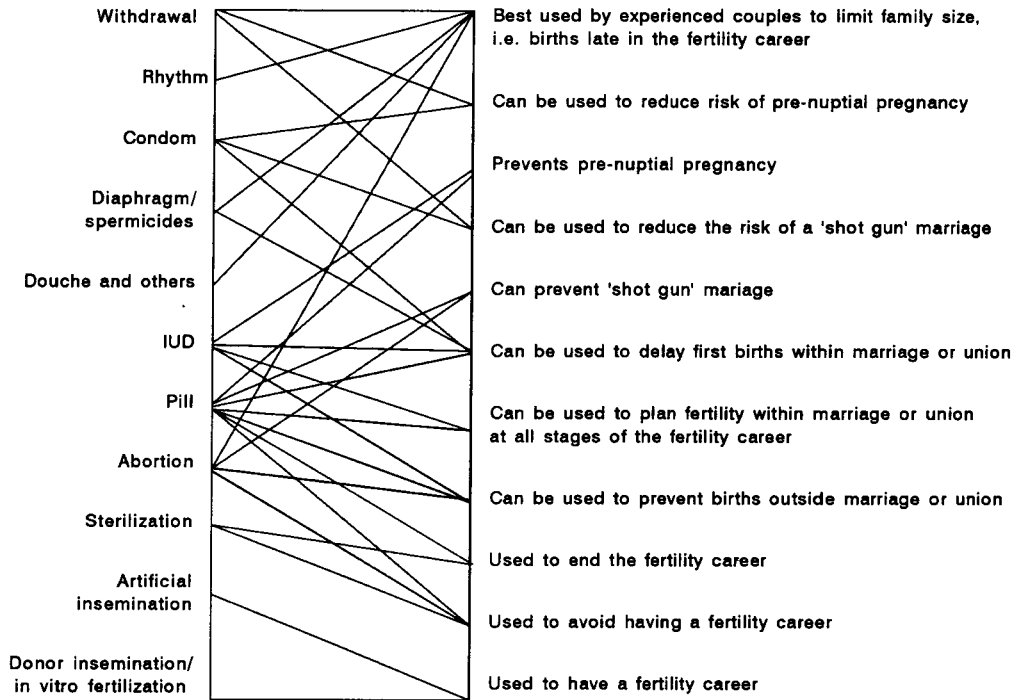 Withdrawal
Rhythm
Condom
Diaphragm/
spermicides
Douche and others
IUD
Pill
Abortion
Sterilization
Artificial
insemination
Donor insemination/
in vitro fertilization
Best used by experienced couples to limit family size,
i.e. births late in the fertility career
Can be used to reduce risk of pre-nuptial pregnancy
Prevents pre-nuptial pregnancy
Can be used to reduce the risk of a 'shot gun' marriage
Can prevent 'shot gun' mariage
Can be used to delay first births within marriage or union
Can be used to plan fertility within marriage or union
at all stages of the fertility career
Can be used to prevent births outside marriage or union
Used to end the fertility career
Used to avoid having a fertility career
Used to have a fertility career